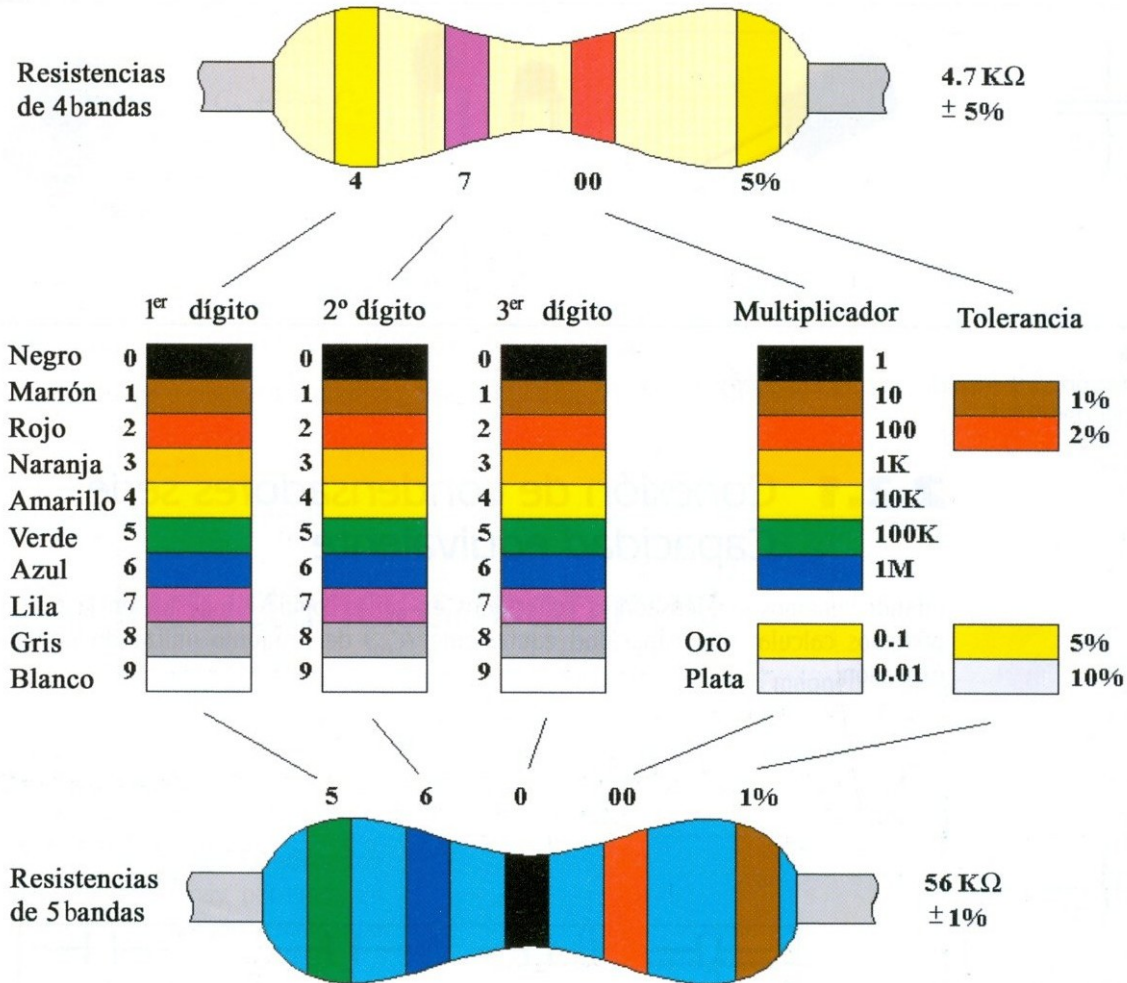 Resistencias
de 4 bandas
4.7 KΩ
± 5%
4 7 00 5%
1er dígito 2º dígito 3er dígito Multiplicador Tolerancia
Negro 0 0 0 1
Marrón 1 1 1 10 1%
Rojo 2 2 2 100 2%
Naranja 3 3 3 1K
Amarillo 4 4 4 10K
Verde 5 5 5 100K
Azul 6 6 6 1M
Lila 7 7 7
Gris 8 8 8 Oro 0.1 5%
Blanco 9 9 9 Plata 0.01 10%
5 6 0 00 1%
Resistencias
de 5 bandas
56 KΩ
± 1%